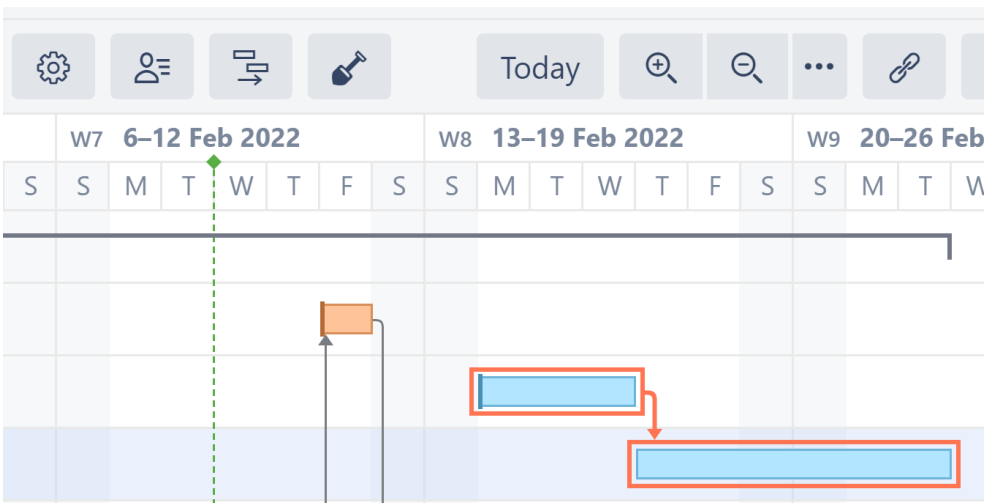 Today
W7 6–12 Feb 2022 W8 13–19 Feb 2022 W9 20–26 Feb
S S M T W T F S S M T W T F S S M T W